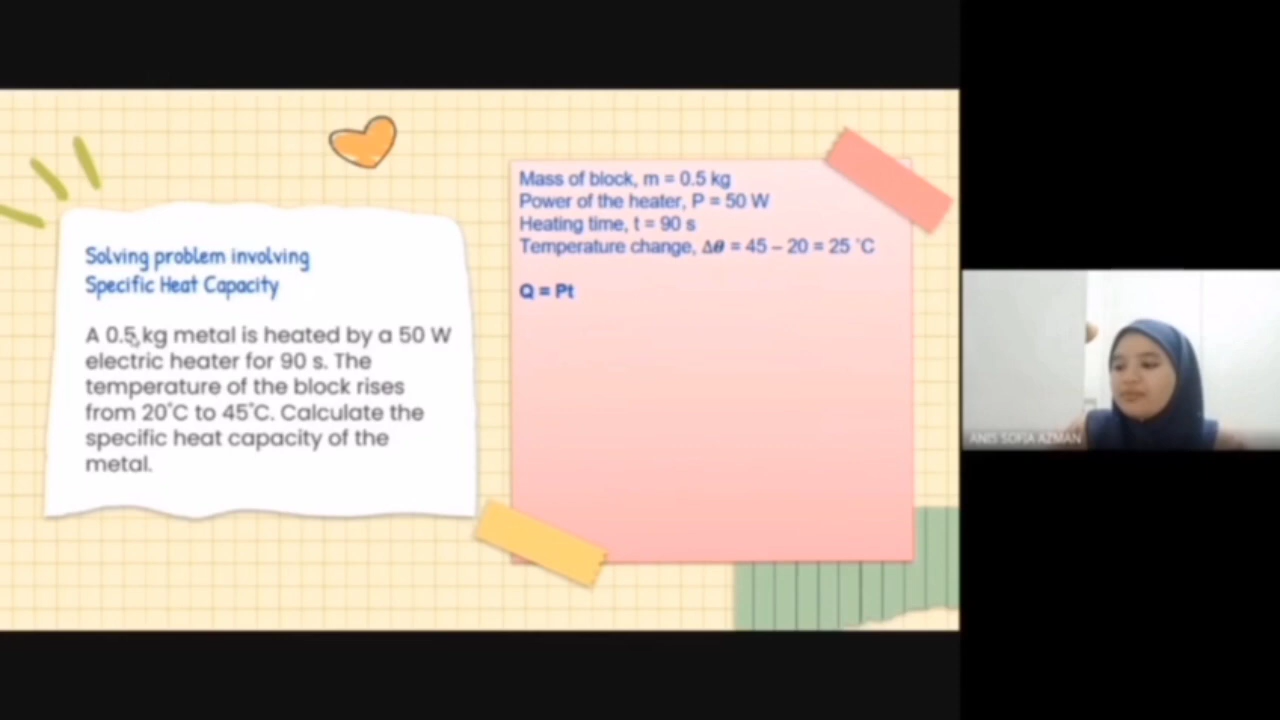 Solving problem involving
Specific Heat Capacity
A 0.5 kg metal is heated by a 50 W
electric heater for 90 s. The
temperature of the block rises
from 20˚C to 45˚C. Calculate the
specific heat capacity of the
metal.
Mass of block, m = 0.5 kg
Power of the heater, P = 50 W
Heating time, t = 90 s
Temperature change, Δθ = 45 – 20 = 25 ˚C
Q = Pt
ANIS SOFIA AZMAN